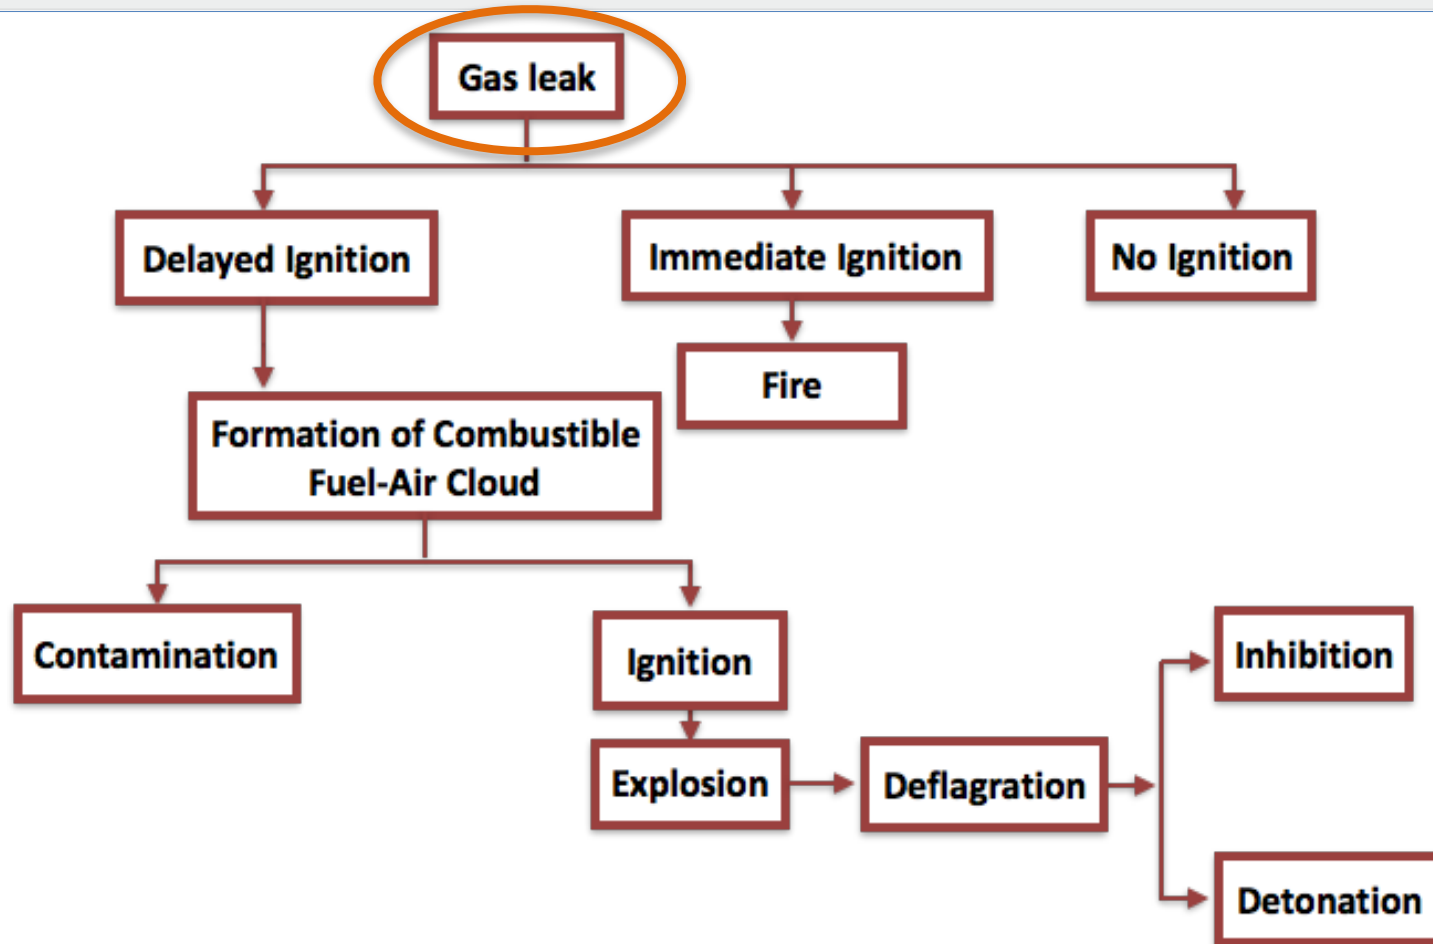 Gas leak
Delayed Ignition
Immediate Ignition
No Ignition
Fire
Formation of Combustible
Fuel-Air Cloud
Contamination
Ignition
Inhibition
Explosion
Deflagration
Detonation